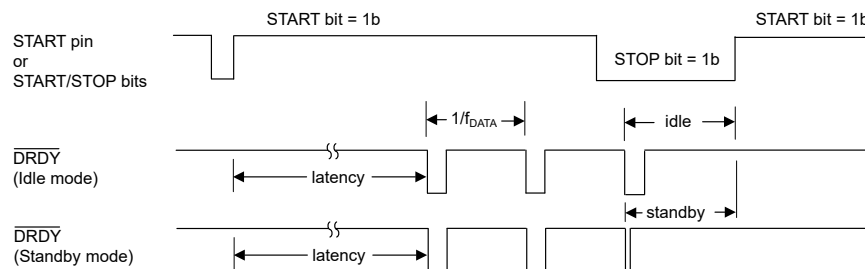 START bit = 1b
START bit = 1b
START pin
or
START/STOP bits
STOP bit = 1b
1/fDATA
idle
DRDY
(Idle mode)
latency
standby
DRDY
(Standby mode)
latency